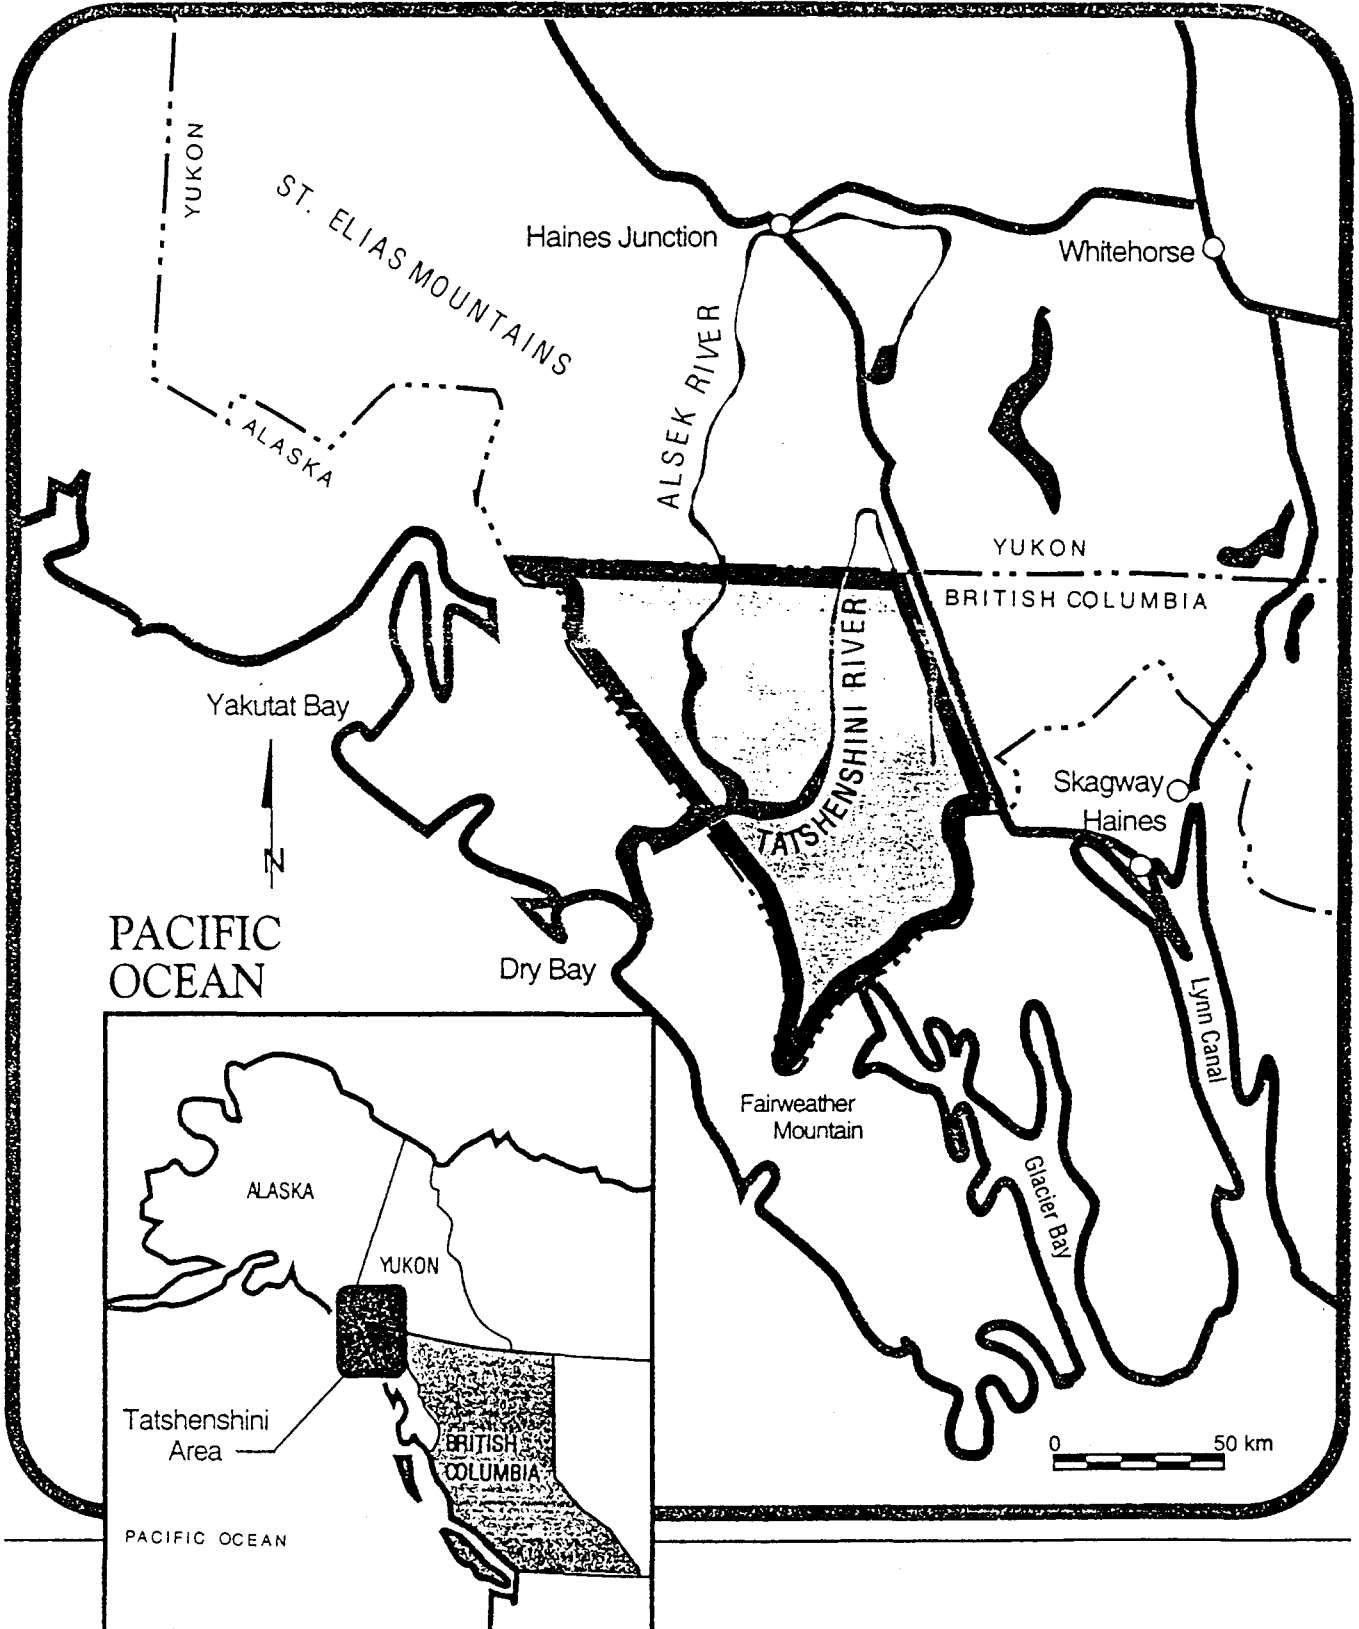 YUKON
ST. ELIAS MOUNTAINS
Haines Junction
Whitehorse
ALSEK RIVER
ALASKA
YUKON
BRITISH COLUMBIA
TATSHENSHINI RIVER
Yakutat Bay
N
Skagway
Haines
PACIFIC
OCEAN
Dry Bay
Lynn Canal
Fairweather
Mountain
Glacier Bay
ALASKA
YUKON
Tatshenshini
Area
BRITISH
COLUMBIA
PACIFIC OCEAN
0 50 km